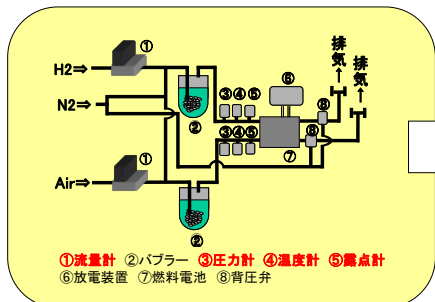 排気→
排気→
H2⇒
①
③④⑤
⑥
N2⇒
⑧
②
③④⑤
⑧
⑦
①
Air⇒
②
①流量計 ②バブラー ③圧力計 ④温度計 ⑤露点計
⑥放電装置 ⑦燃料電池 ⑧背圧弁